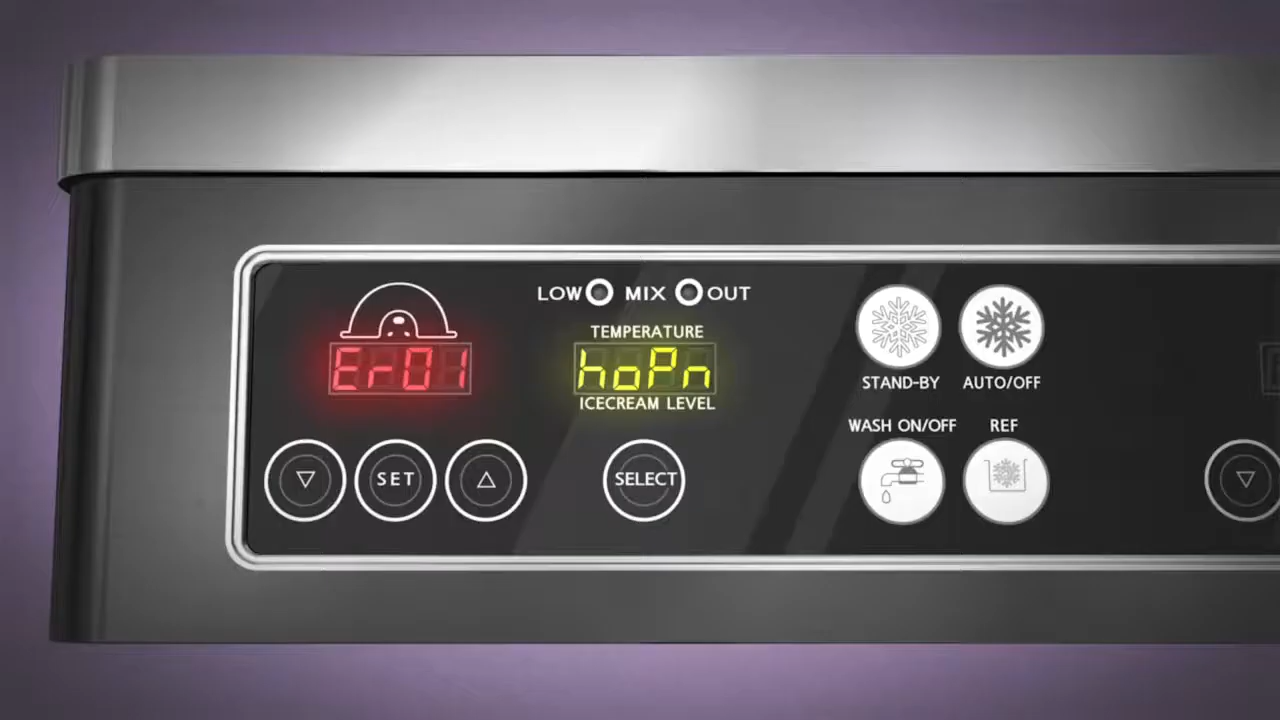 LOW MIX OUT
TEMPERATURE
Er01
hoPn
ICECREAM LEVEL
STAND-BY AUTO/OFF
WASH ON/OFF REF
SET
SELECT